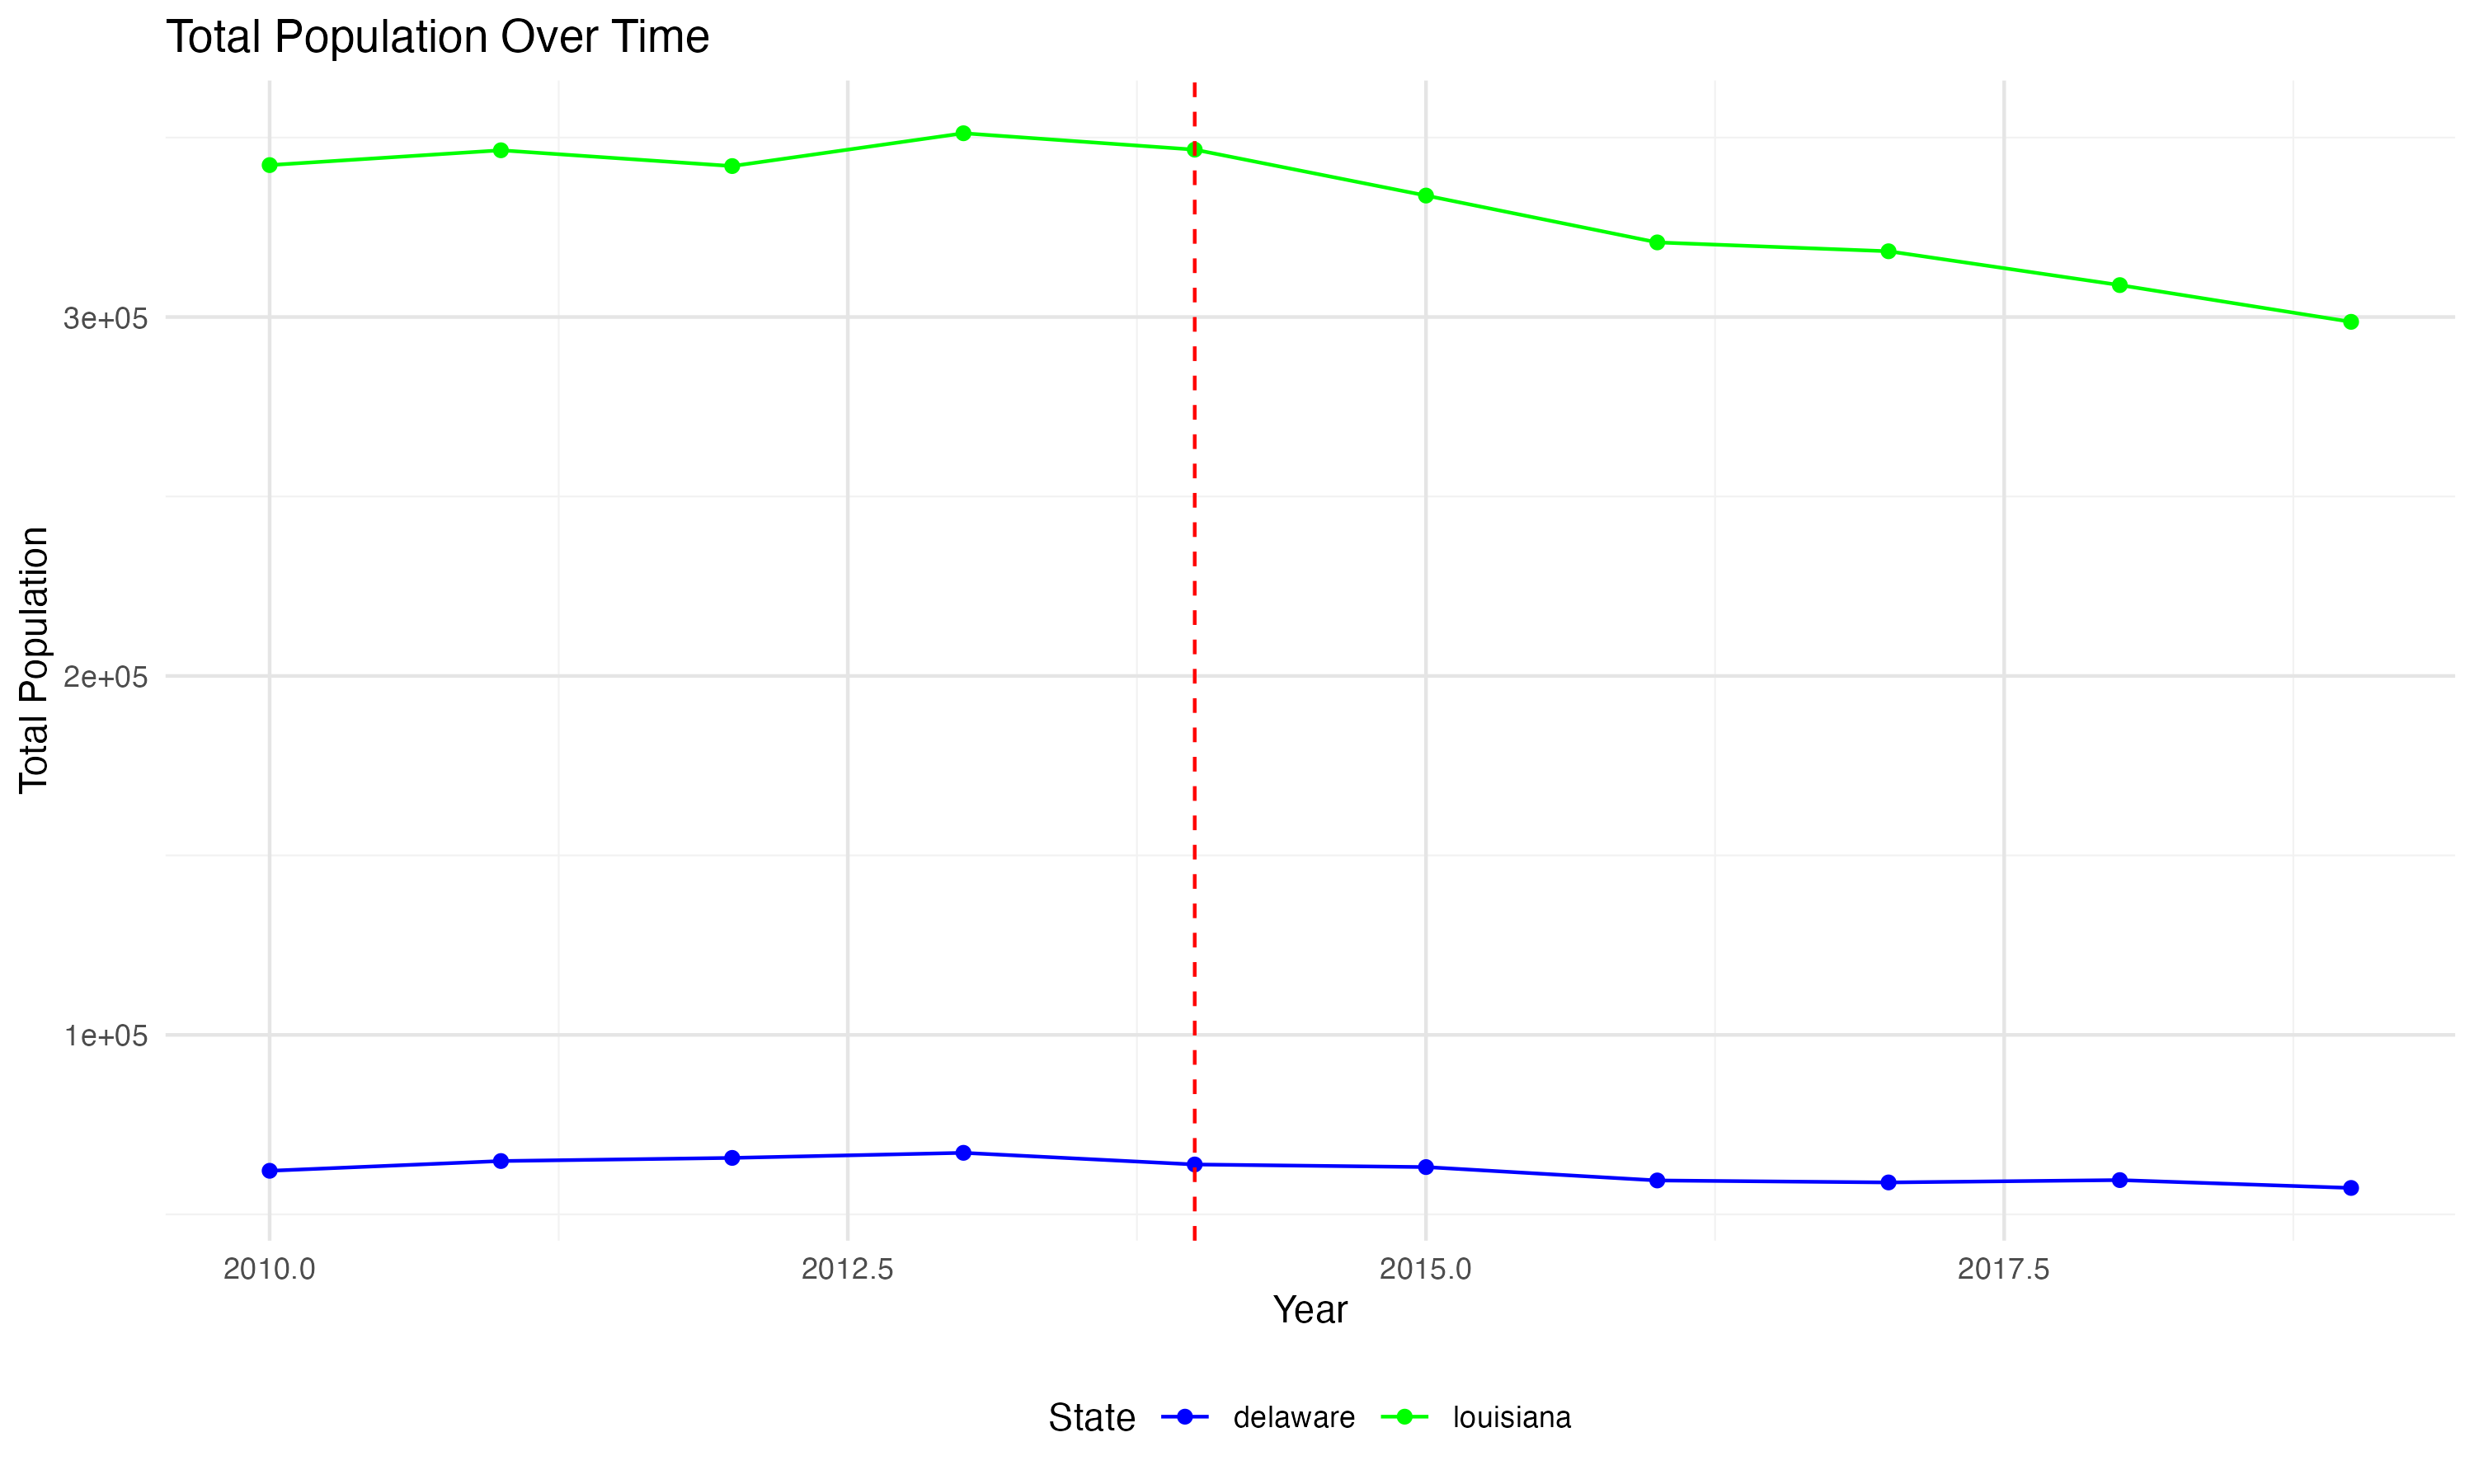 Total Population Over Time
Total Population
3e+05
2e+05
1e+05
2010.0
2012.5
2015.0
2017.5
Year
State
delaware
louisiana